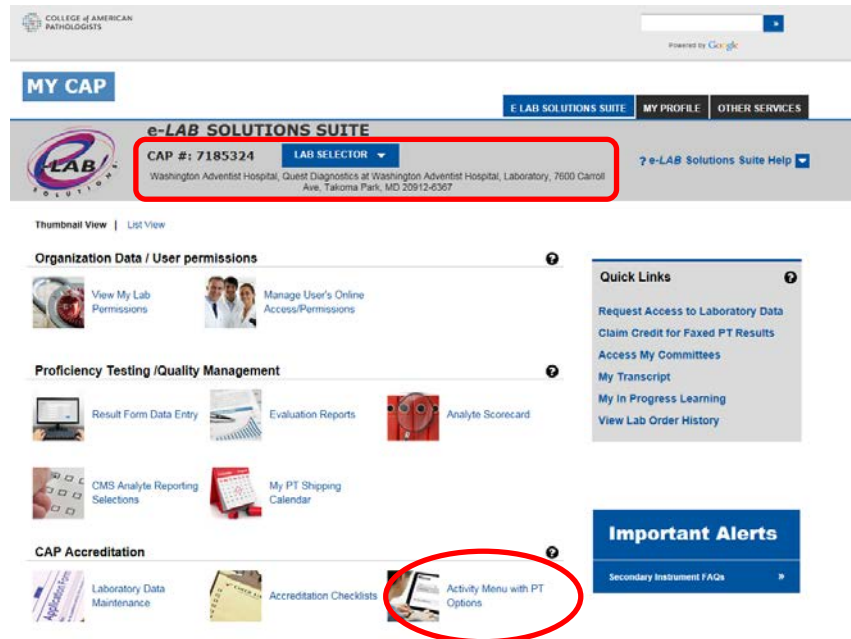 COLLEGE of AMERICAN
PATHOLOGISTS
»
Powered by Google
MY CAP
E LAB SOLUTIONS SUITE MY PROFILE OTHER SERVICES
e-LAB SOLUTIONS SUITE
CAP #: 7185324 LAB SELECTOR
? e-LAB Solutions Suite Help
Washington Adventist Hospital, Quest Diagnostics at Washington Adventist Hospital, Laboratory, 7600 Carroll
Ave, Takoma Park, MD 20912-6367
e-LAB
SOLUTIONS
Thumbnail View | List View
Organization Data / User permissions ?
View My Lab
Permissions
Manage User's Online
Access/Permissions
Proficiency Testing /Quality Management ?
Result Form Data Entry
Evaluation Reports
Analyte Scorecard
CMS Analyte Reporting
Selections
My PT Shipping
Calendar
CAP Accreditation ?
Application Form
Laboratory Data
Maintenance
Accreditation Checklists
Activity Menu with PT
Options
Quick Links ?
Request Access to Laboratory Data
Claim Credit for Faxed PT Results
Access My Committees
My Transcript
My In Progress Learning
View Lab Order History
Important Alerts
Secondary Instrument FAQs »